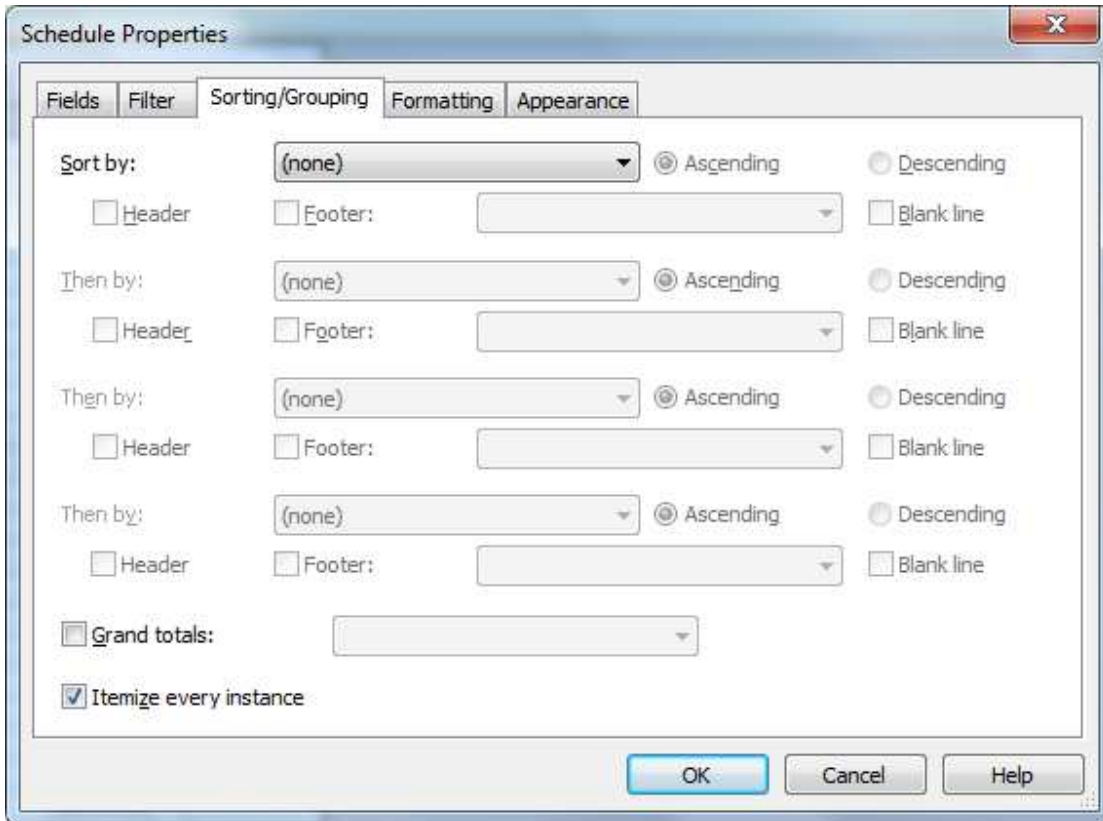 Schedule Properties
Fields Filter Sorting/Grouping Formatting Appearance
Sort by: (none) Ascending Descending
Header Footer: Blank line
Then by: (none) Ascending Descending
Header Footer: Blank line
Then by: (none) Ascending Descending
Header Footer: Blank line
Then by: (none) Ascending Descending
Header Footer: Blank line
Grand totals:
Itemize every instance
OK Cancel Help